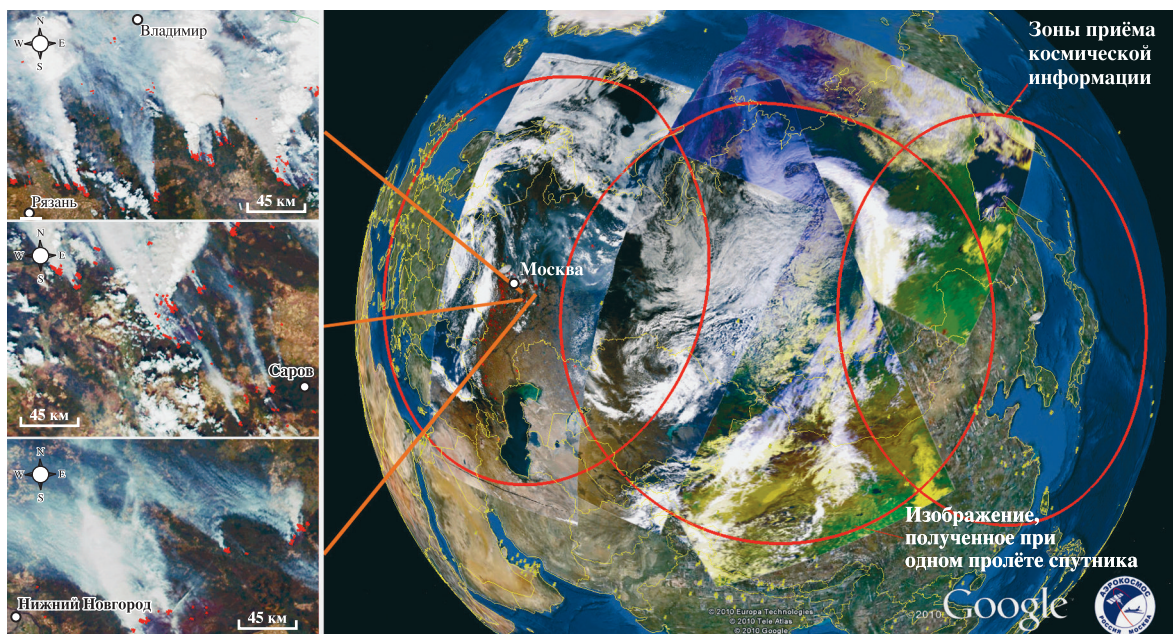 N
W E
S
Владимир
Рязань
45 км
N
W E
S
Саров
45 км
N
W E
S
Нижний Новгород
45 км
Зоны приёма
космической
информации
Москва
Изображение,
полученное при
одном пролёте спутника
© 2010 Europa Technologies
© 2010 Tele Atlas
© 2010 Google
2010
Google
АЭРОКОСМОС
РОССИЯ МОСКВА